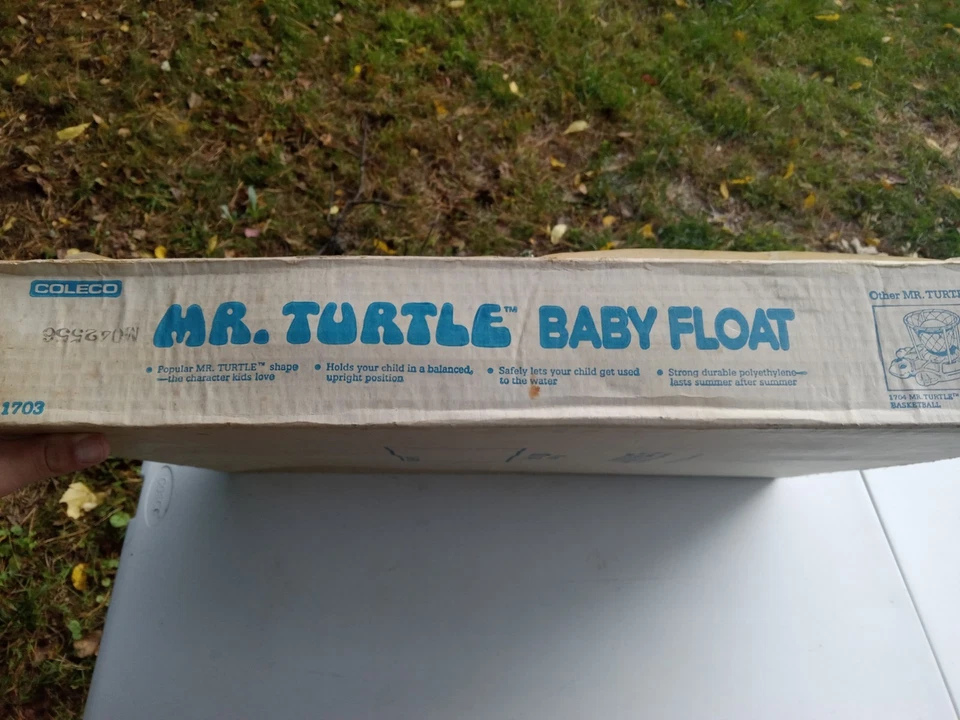 COLECO
MR. TURTLE™ BABY FLOAT
M042556
• Popular MR. TURTLE™ shape
—the character kids love
• Holds your child in a balanced,
upright position
• Safely lets your child get used
to the water
• Strong durable polyethylene—
lasts summer after summer
1703
Other MR. TURTLE
1704 MR. TURTLE™
BASKETBALL